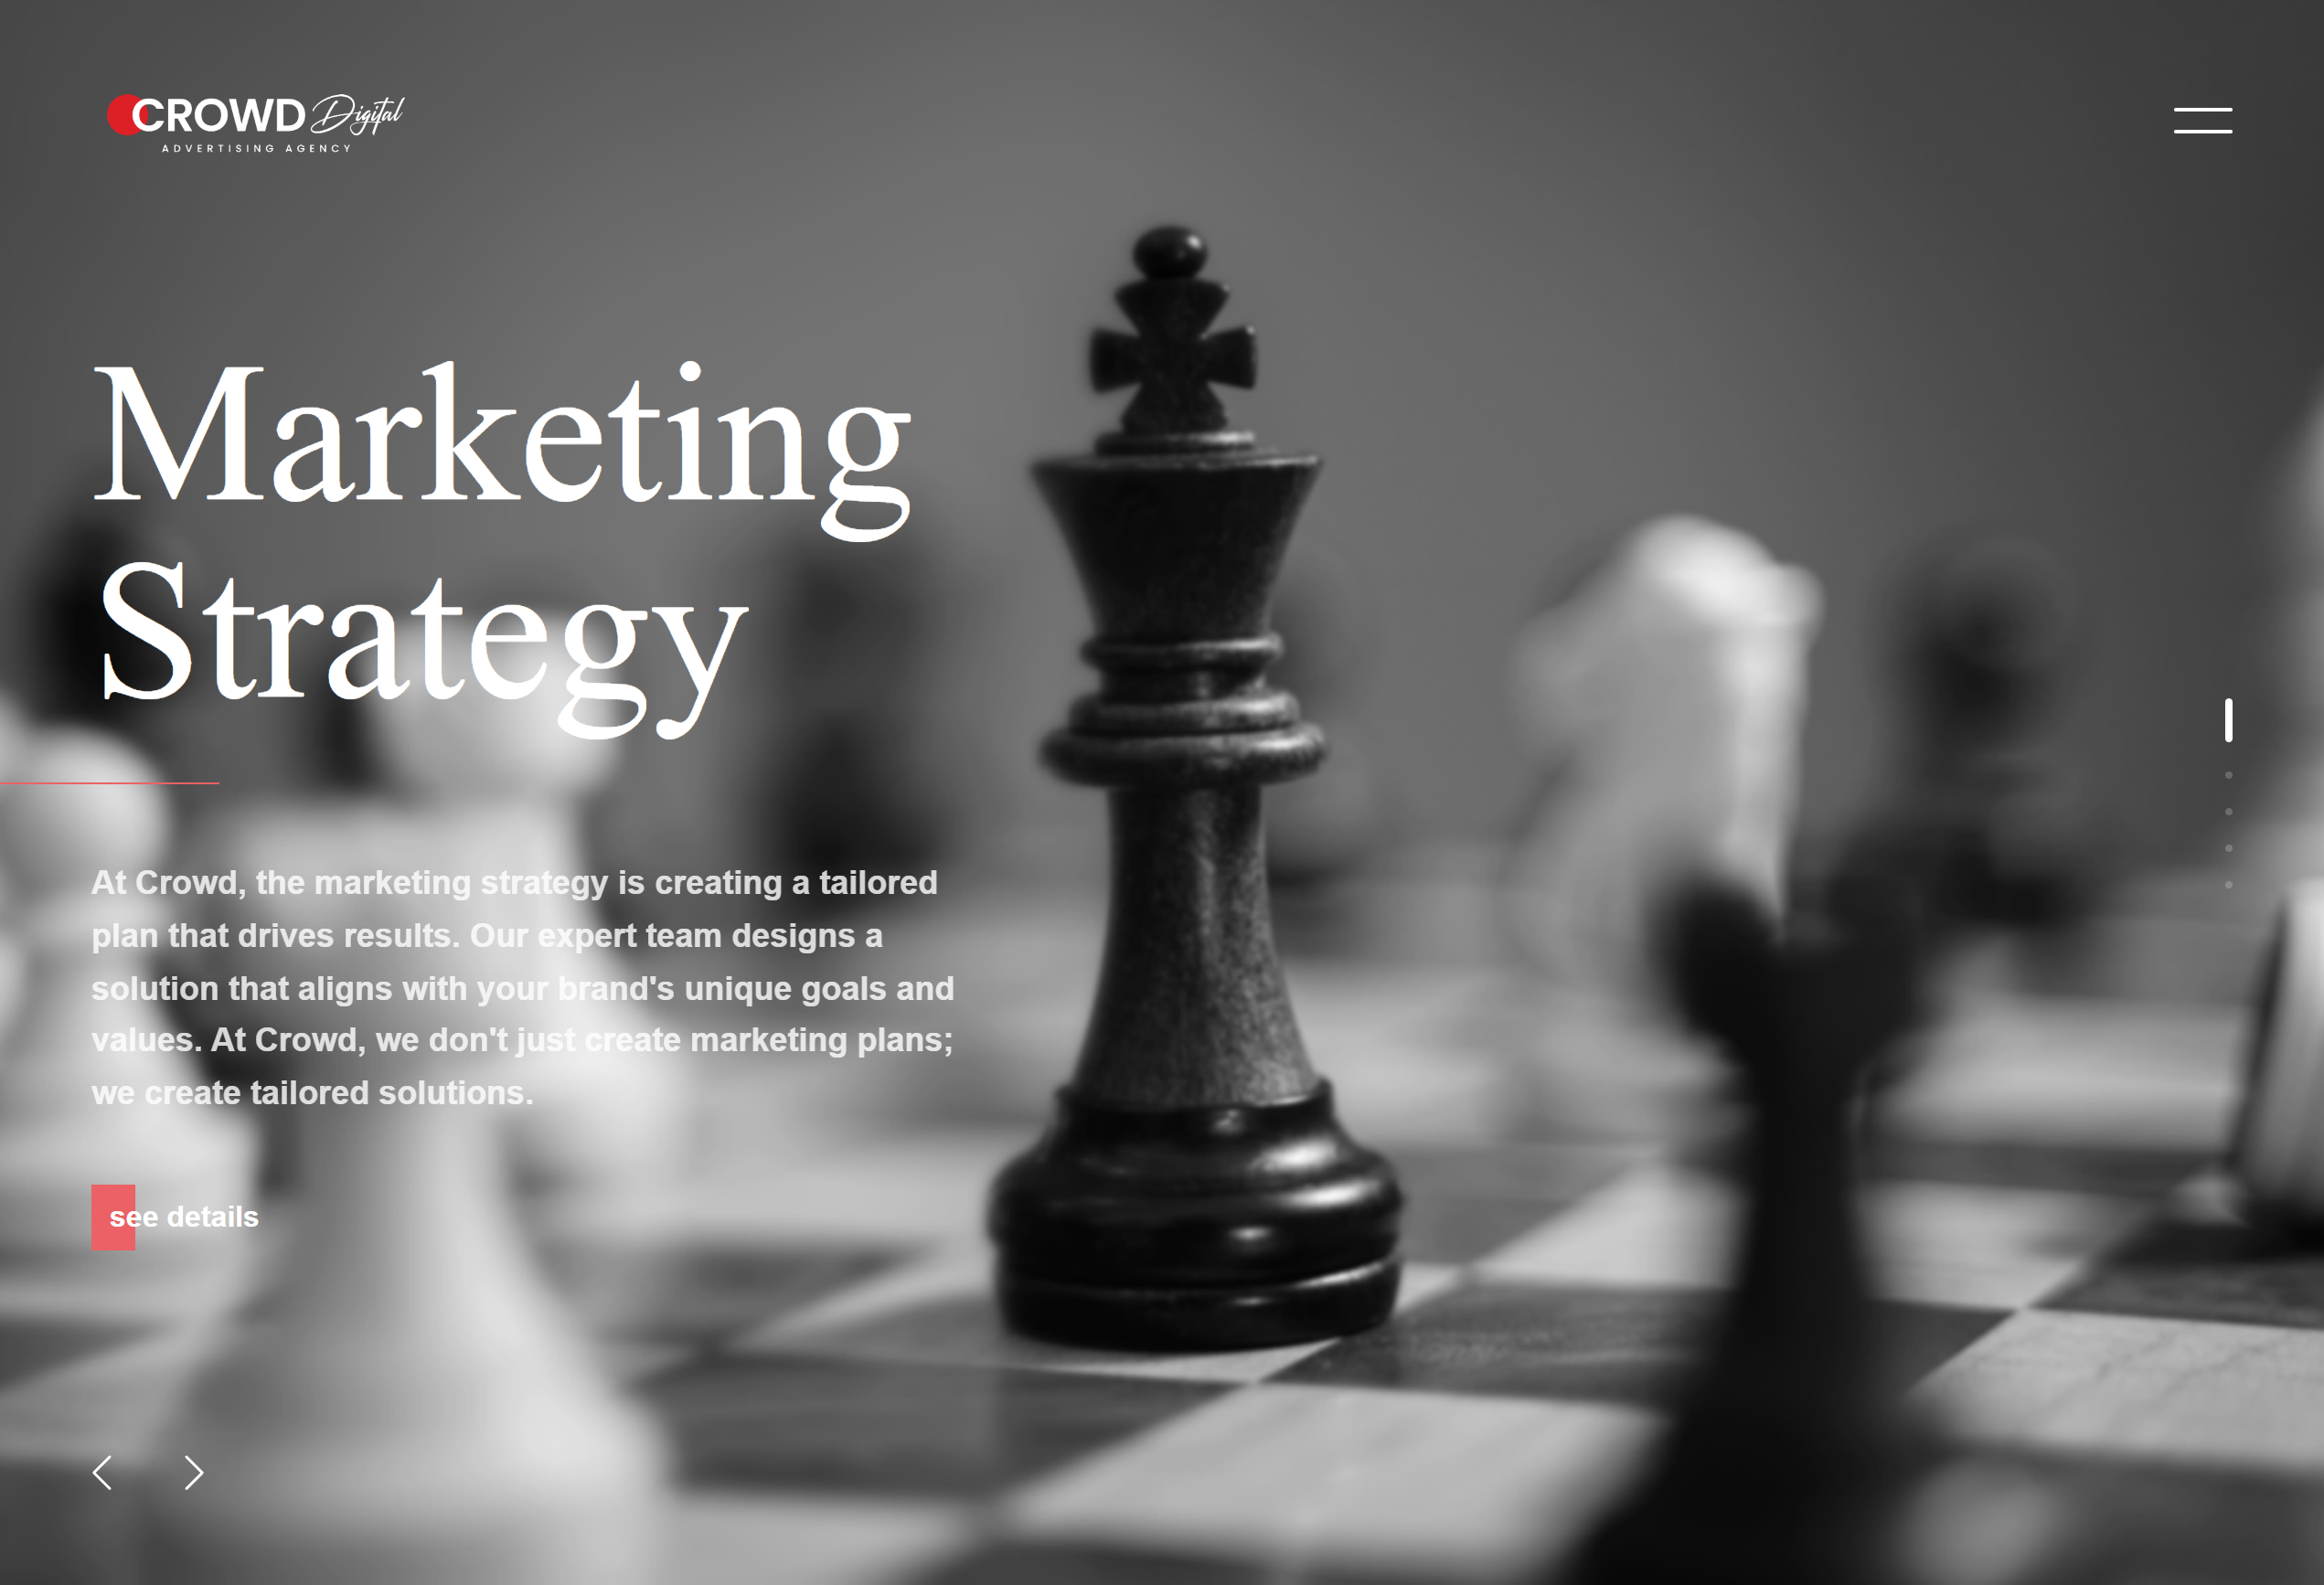 CROWD Digital
ADVERTISING AGENCY
Marketing
Strategy
At Crowd, the marketing strategy is creating a tailored
plan that drives results. Our expert team designs a
solution that aligns with your brand's unique goals and
values. At Crowd, we don't just create marketing plans;
we create tailored solutions.
see details